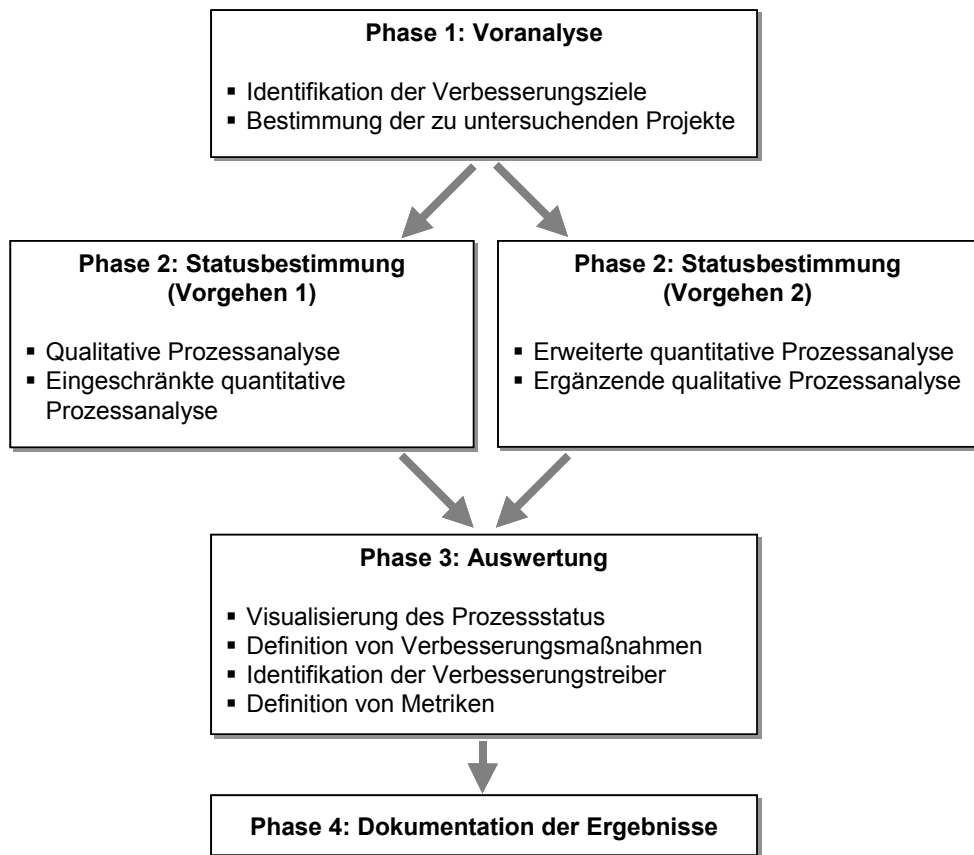 Phase 1: Voranalyse
▪ Identifikation der Verbesserungsziele
▪ Bestimmung der zu untersuchenden Projekte
Phase 2: Statusbestimmung
(Vorgehen 1)
▪ Qualitative Prozessanalyse
▪ Eingeschränkte quantitative
Prozessanalyse
Phase 2: Statusbestimmung
(Vorgehen 2)
▪ Erweiterte quantitative Prozessanalyse
▪ Ergänzende qualitative Prozessanalyse
Phase 3: Auswertung
▪ Visualisierung des Prozessstatus
▪ Definition von Verbesserungsmaßnahmen
▪ Identifikation der Verbesserungstreiber
▪ Definition von Metriken
Phase 4: Dokumentation der Ergebnisse